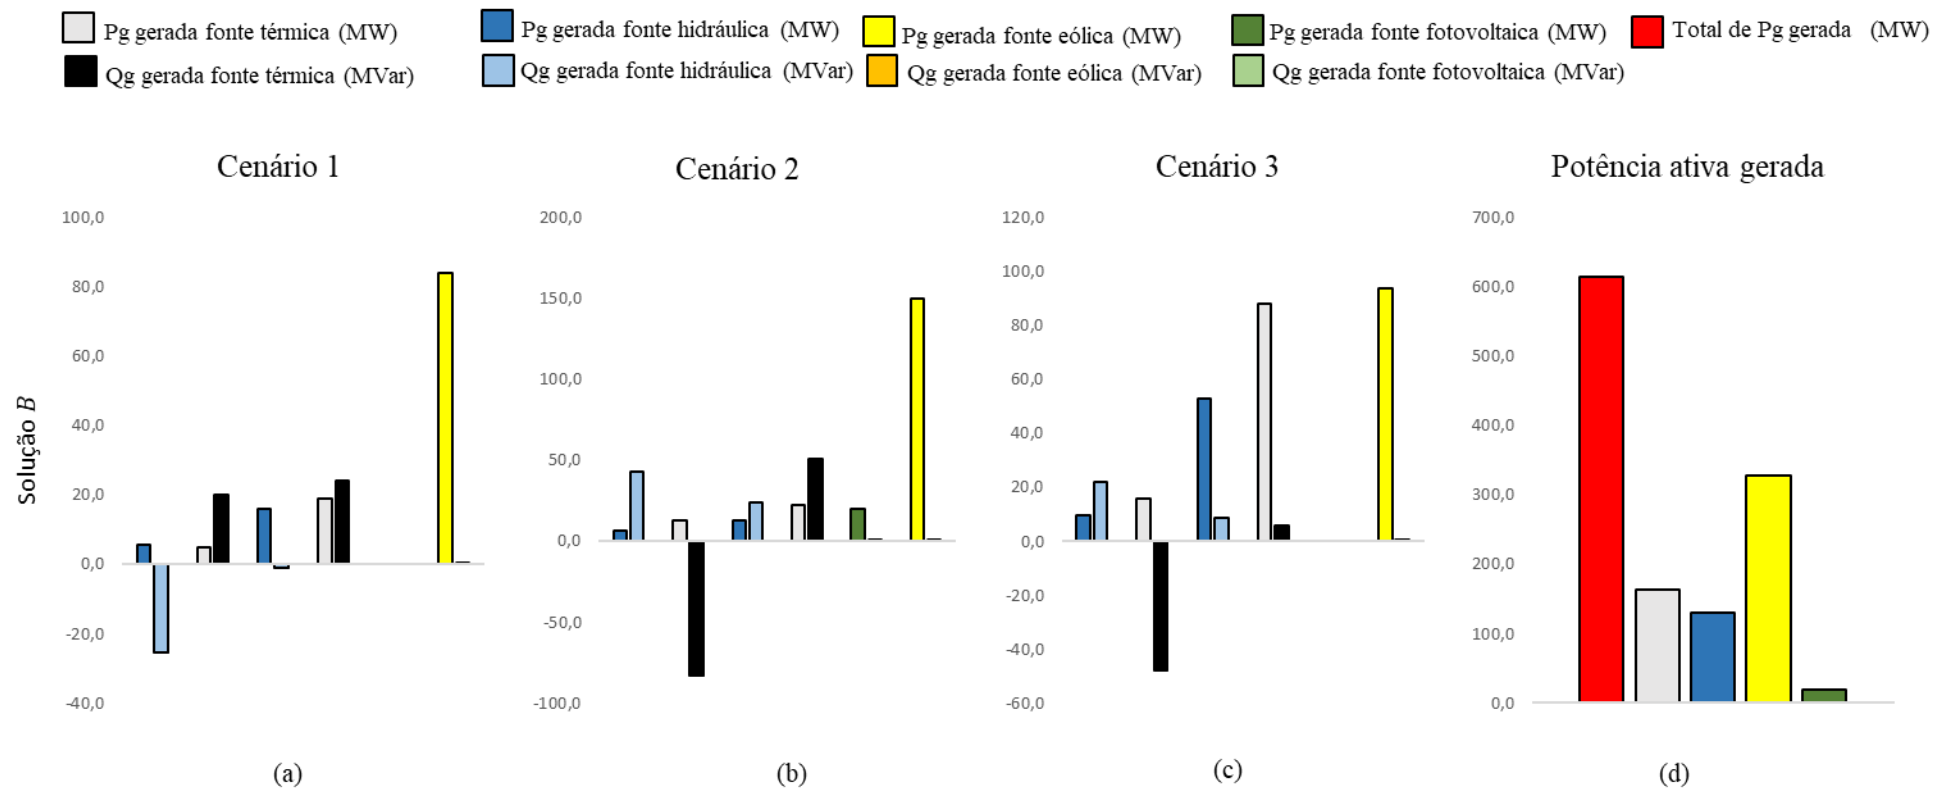 Pg gerada fonte térmica (MW)
Pg gerada fonte hidráulica (MW)
Pg gerada fonte eólica (MW)
Pg gerada fonte fotovoltaica (MW)
Total de Pg gerada (MW)
Qg gerada fonte térmica (MVar)
Qg gerada fonte hidráulica (MVar)
Qg gerada fonte eólica (MVar)
Qg gerada fonte fotovoltaica (MVar)
Solução B
Cenário 1
100,0
80,0
60,0
40,0
20,0
0,0
-20,0
-40,0
(a)
Cenário 2
200,0
150,0
100,0
50,0
0,0
-50,0
-100,0
(b)
Cenário 3
120,0
100,0
80,0
60,0
40,0
20,0
0,0
-20,0
-40,0
-60,0
(c)
Potência ativa gerada
700,0
600,0
500,0
400,0
300,0
200,0
100,0
0,0
(d)